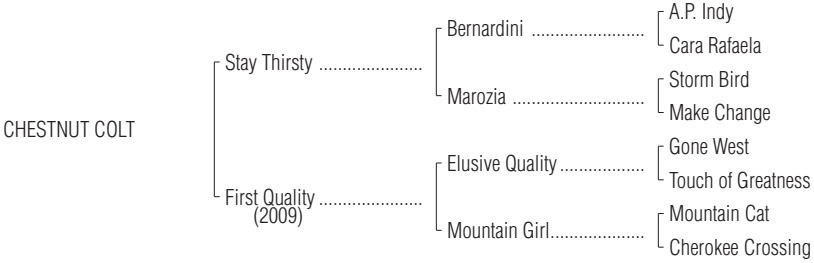 A.P. Indy
Bernardini ........................
Cara Rafaela
Stay Thirsty ......................
Storm Bird
Marozia ............................
Make Change
CHESTNUT COLT
Gone West
Elusive Quality ..................
Touch of Greatness
First Quality ......................
(2009)
Mountain Cat
Mountain Girl....................
Cherokee Crossing